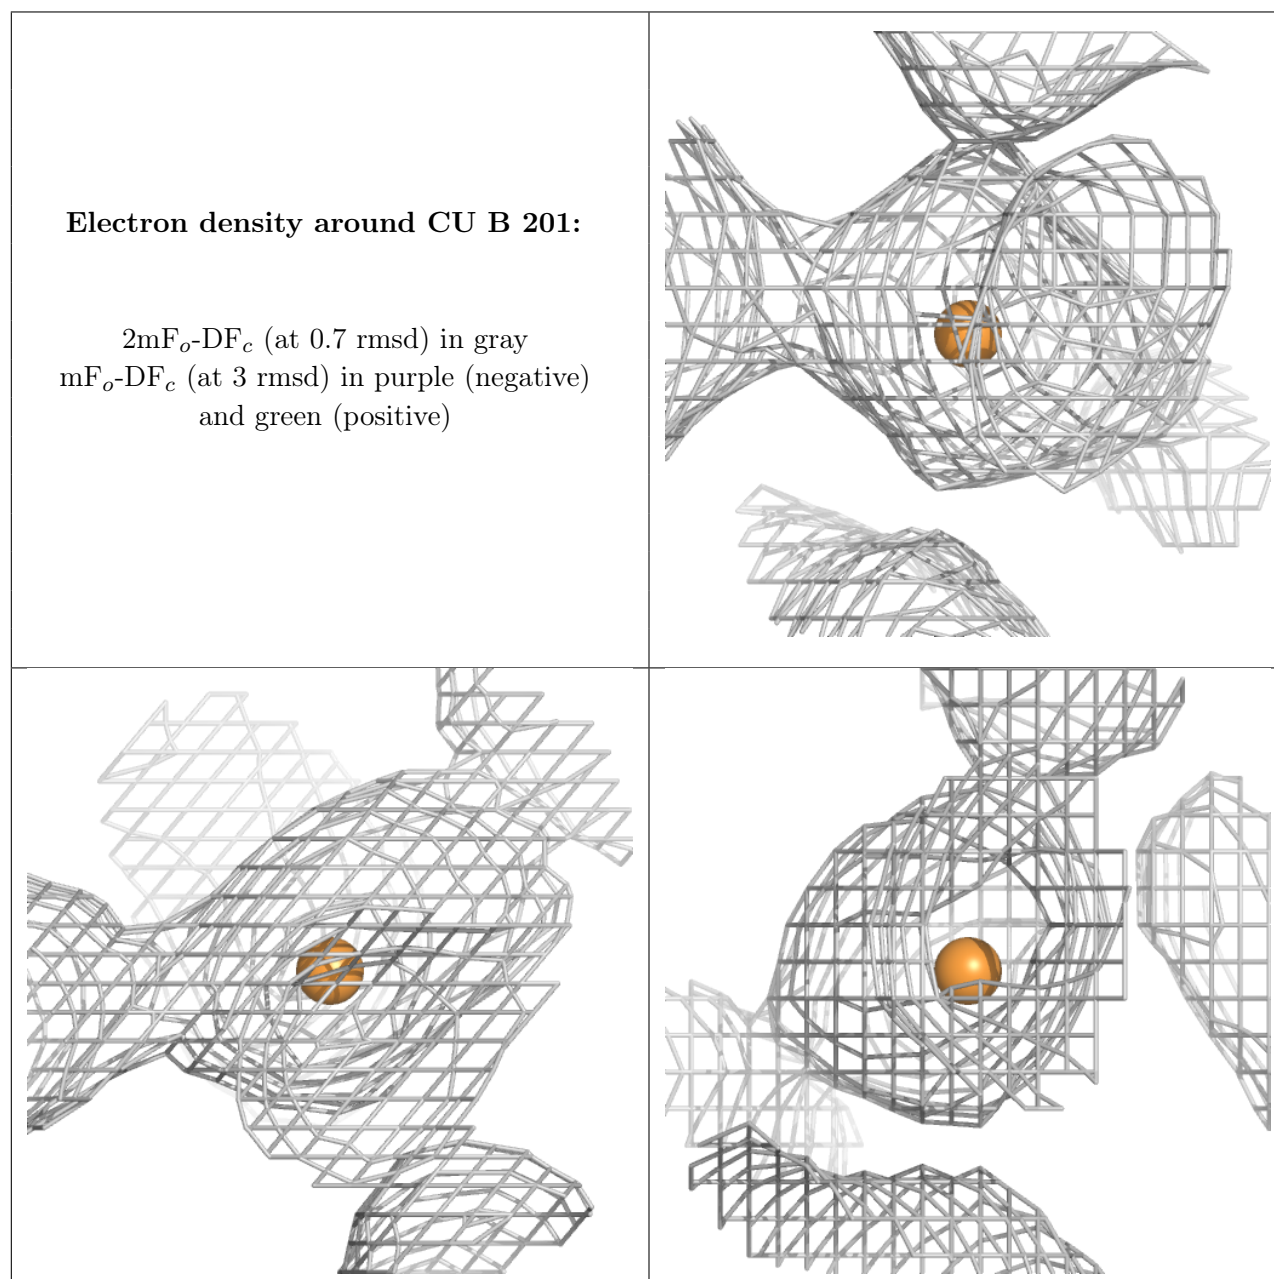 Electron density around CU B 201:
2mFo-DFc (at 0.7 rmsd) in gray
mFo-DFc (at 3 rmsd) in purple (negative)
and green (positive)